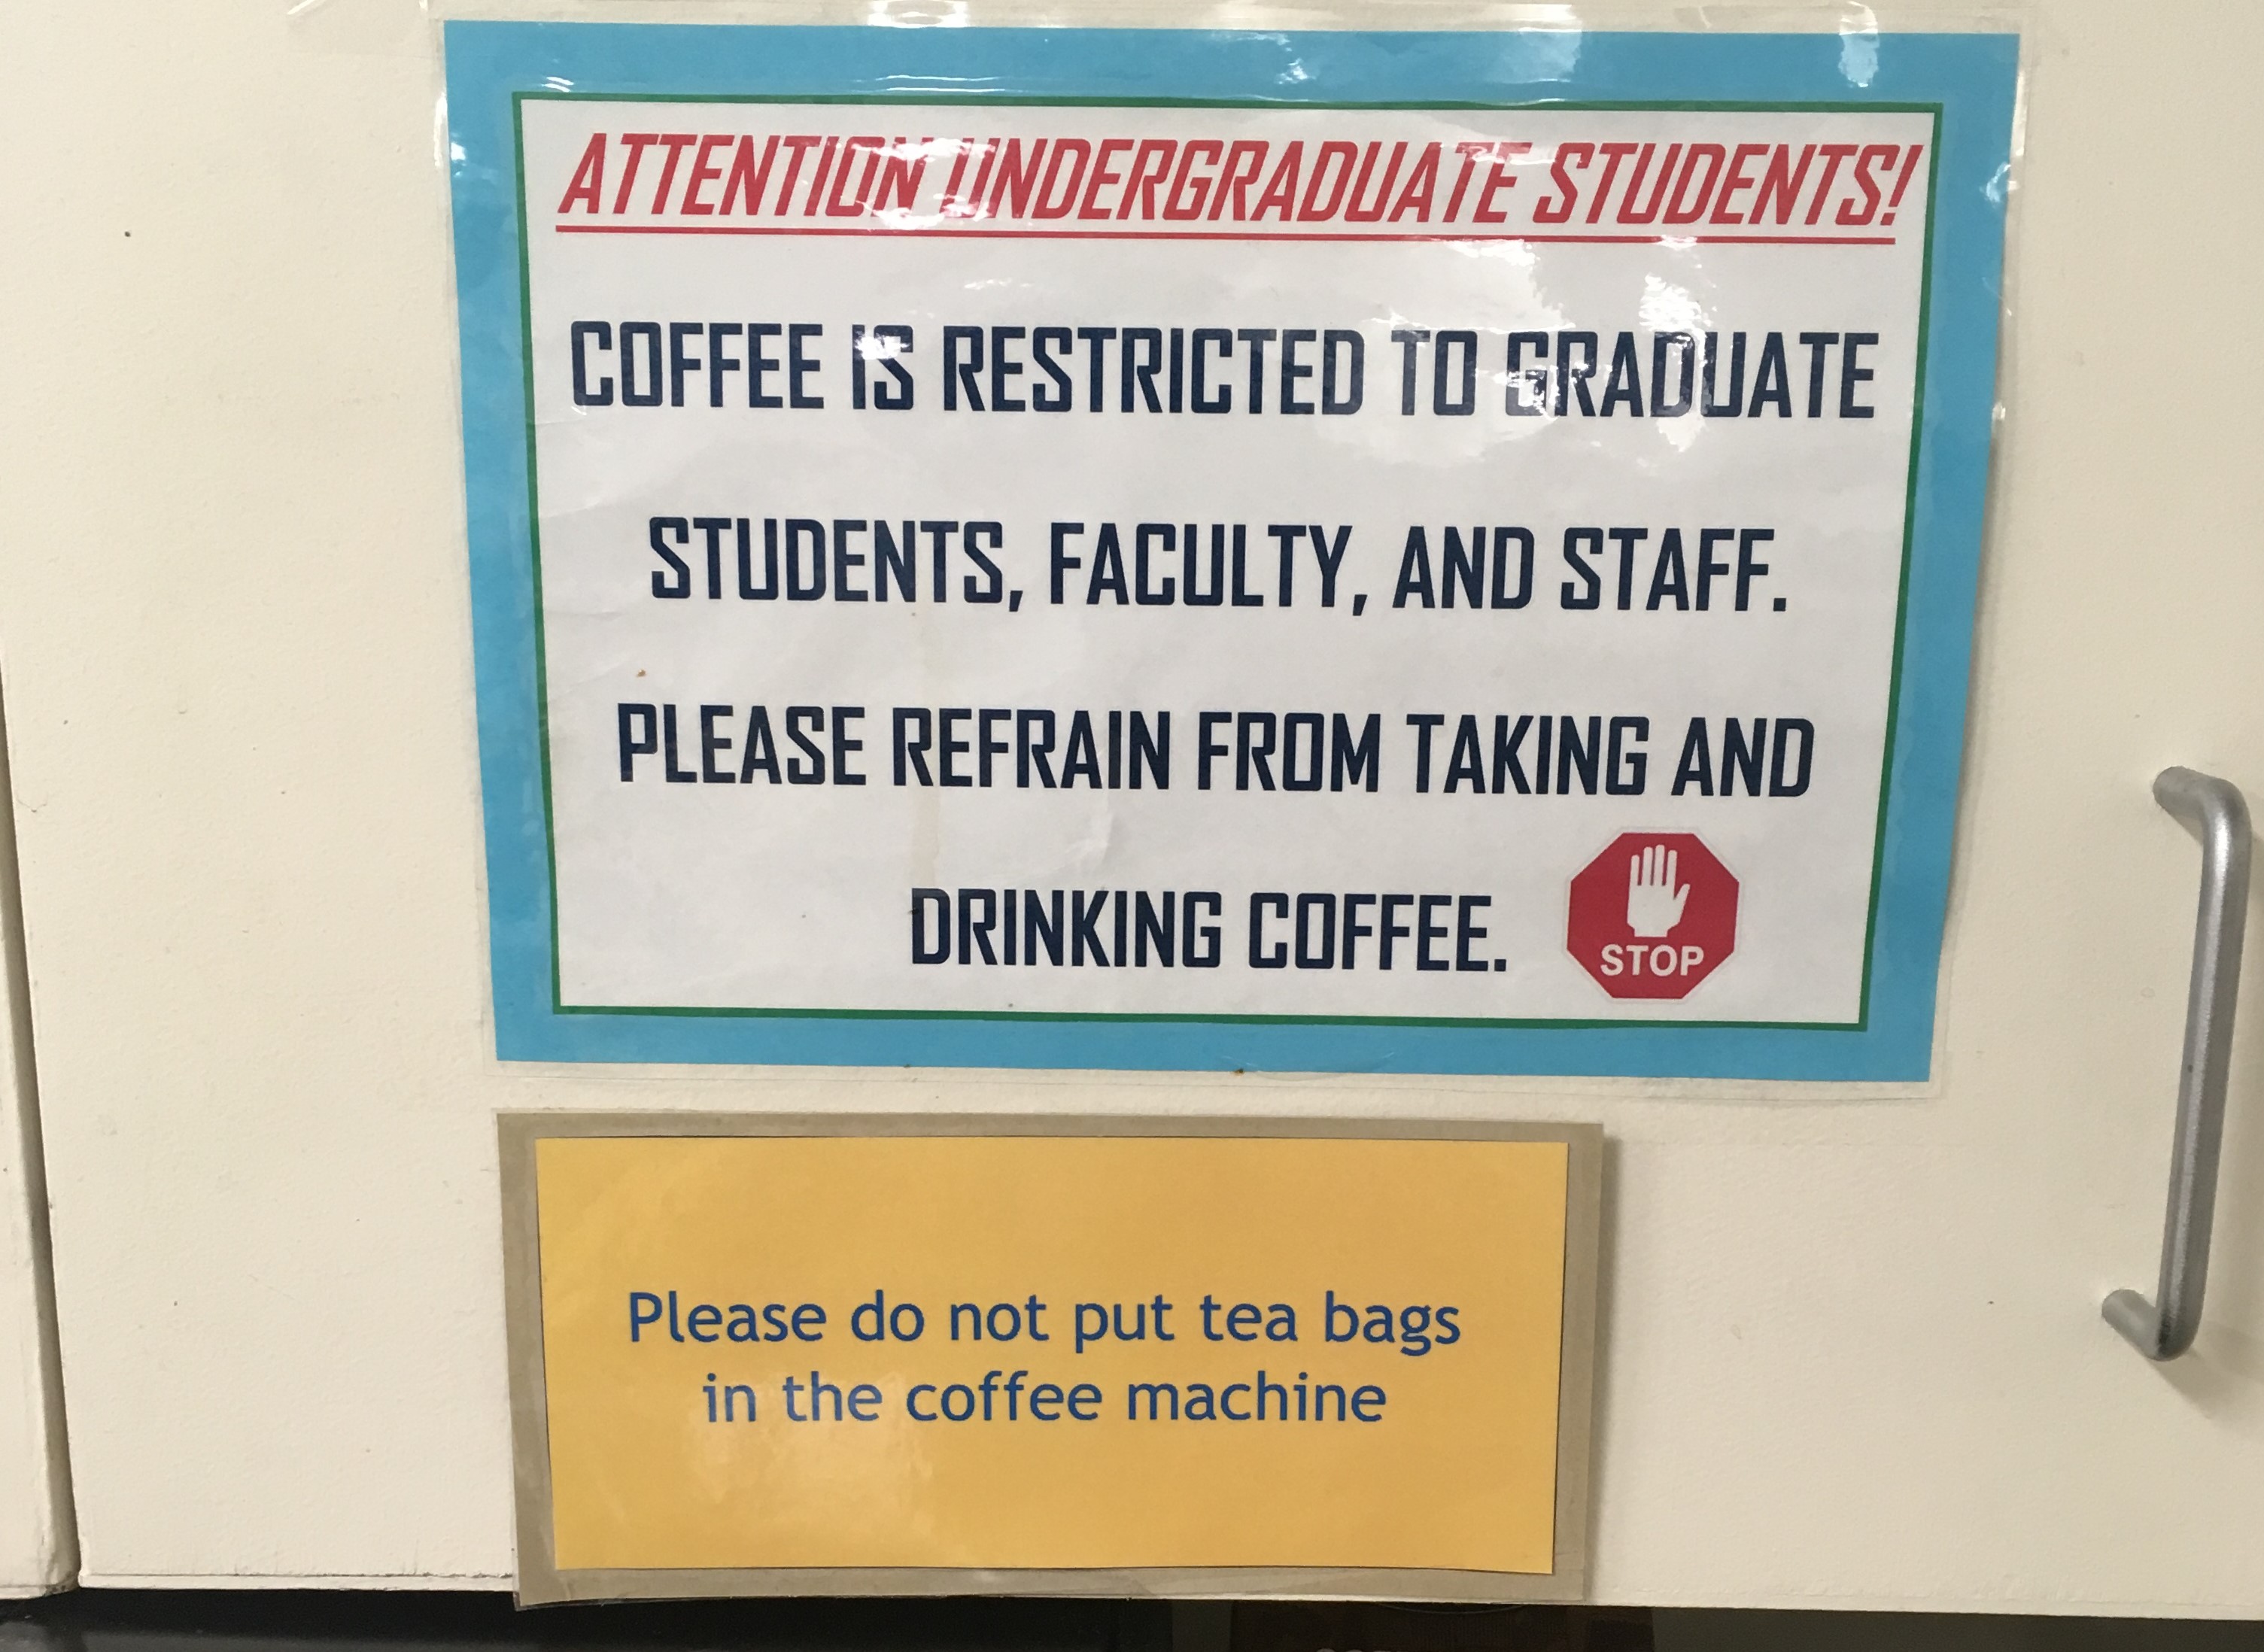 ATTENTION UNDERGRADUATE STUDENTS!
COFFEE IS RESTRICTED TO GRADUATE
STUDENTS, FACULTY, AND STAFF.
PLEASE REFRAIN FROM TAKING AND
DRINKING COFFEE.
STOP
Please do not put tea bags
in the coffee machine